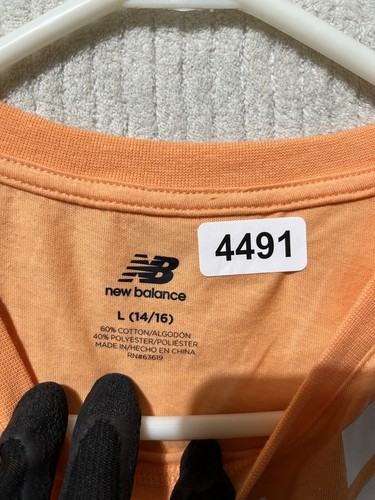 4491
NB
new balance
L (14/16)
60% COTTON/ALGODÓN
40% POLYESTER/POLIÉSTER
MADE IN/HECHO EN CHINA
RN#63619